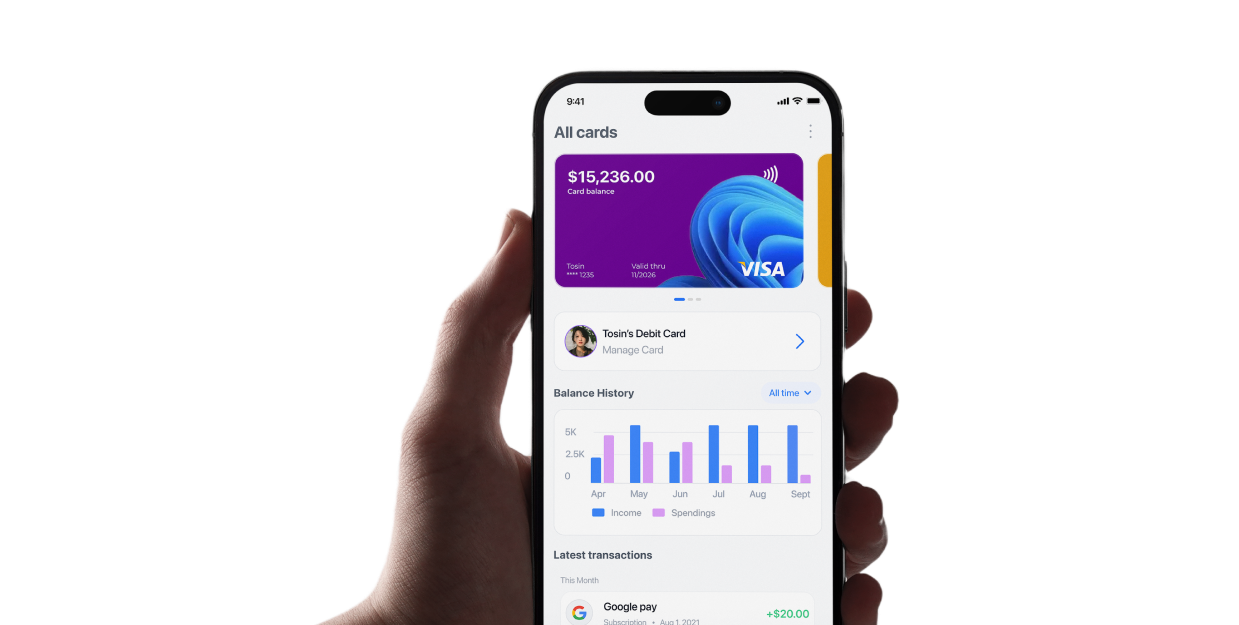 9:41
All cards
$15,236.00
Card balance
Tosin
**** 1235
Valid thru
11/2026
VISA
Tosin's Debit Card
Manage Card
Balance History
All time
5K
2.5K
0
Apr May Jun Jul Aug Sept
Income Spendings
Latest transactions
This Month
Google pay
+$20.00
Subscription • Aug 1, 2021